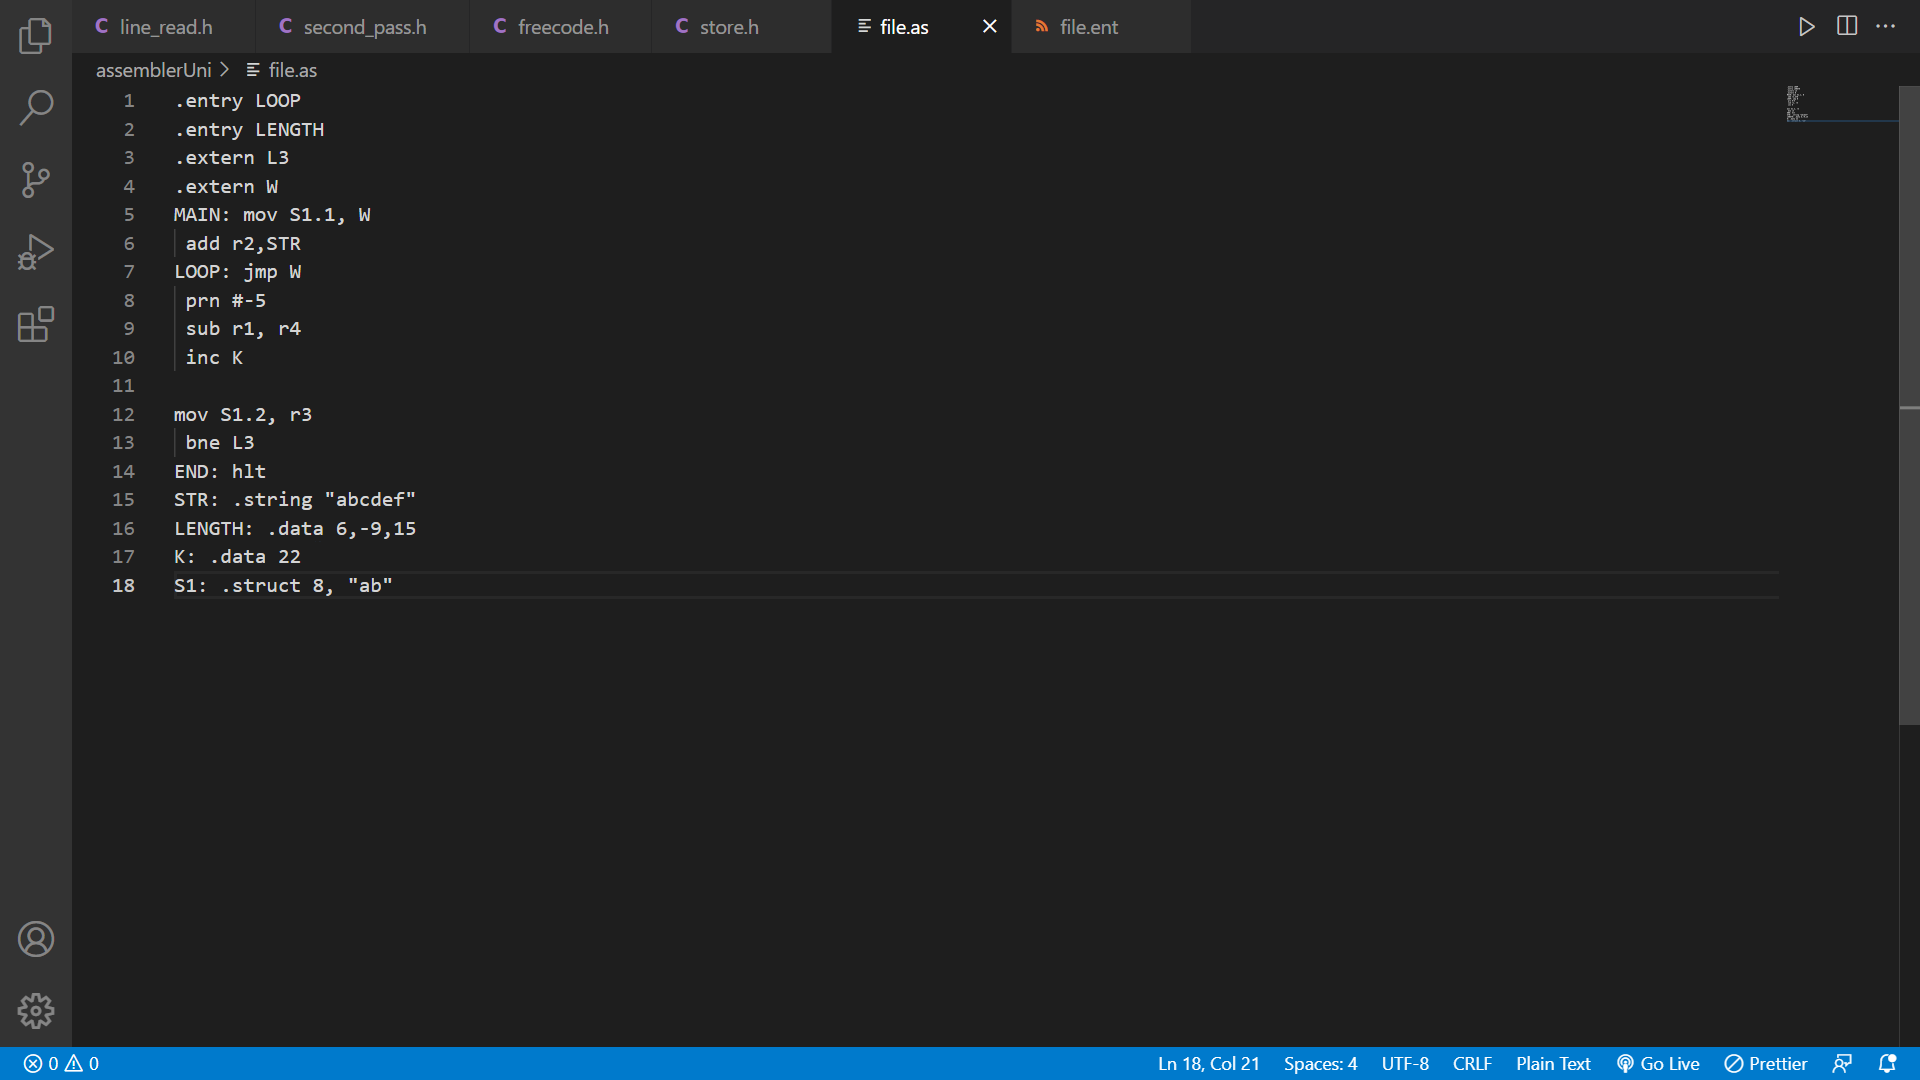 line_read.h second_pass.h freecode.h store.h file.as file.ent
assemblerUni file.as
1 .entry LOOP
2 .entry LENGTH
3 .extern L3
4 .extern W
5 MAIN: mov S1.1, W
6 add r2,STR
7 LOOP: jmp W
8 prn #-5
9 sub r1, r4
10 inc K
11
12 mov S1.2, r3
13 bne L3
14 END: hlt
15 STR: .string "abcdef"
16 LENGTH: .data 6,-9,15
17 K: .data 22
18 S1: .struct 8, "ab"
0 0 Ln 18, Col 21 Spaces: 4 UTF-8 CRLF Plain Text Go Live Prettier